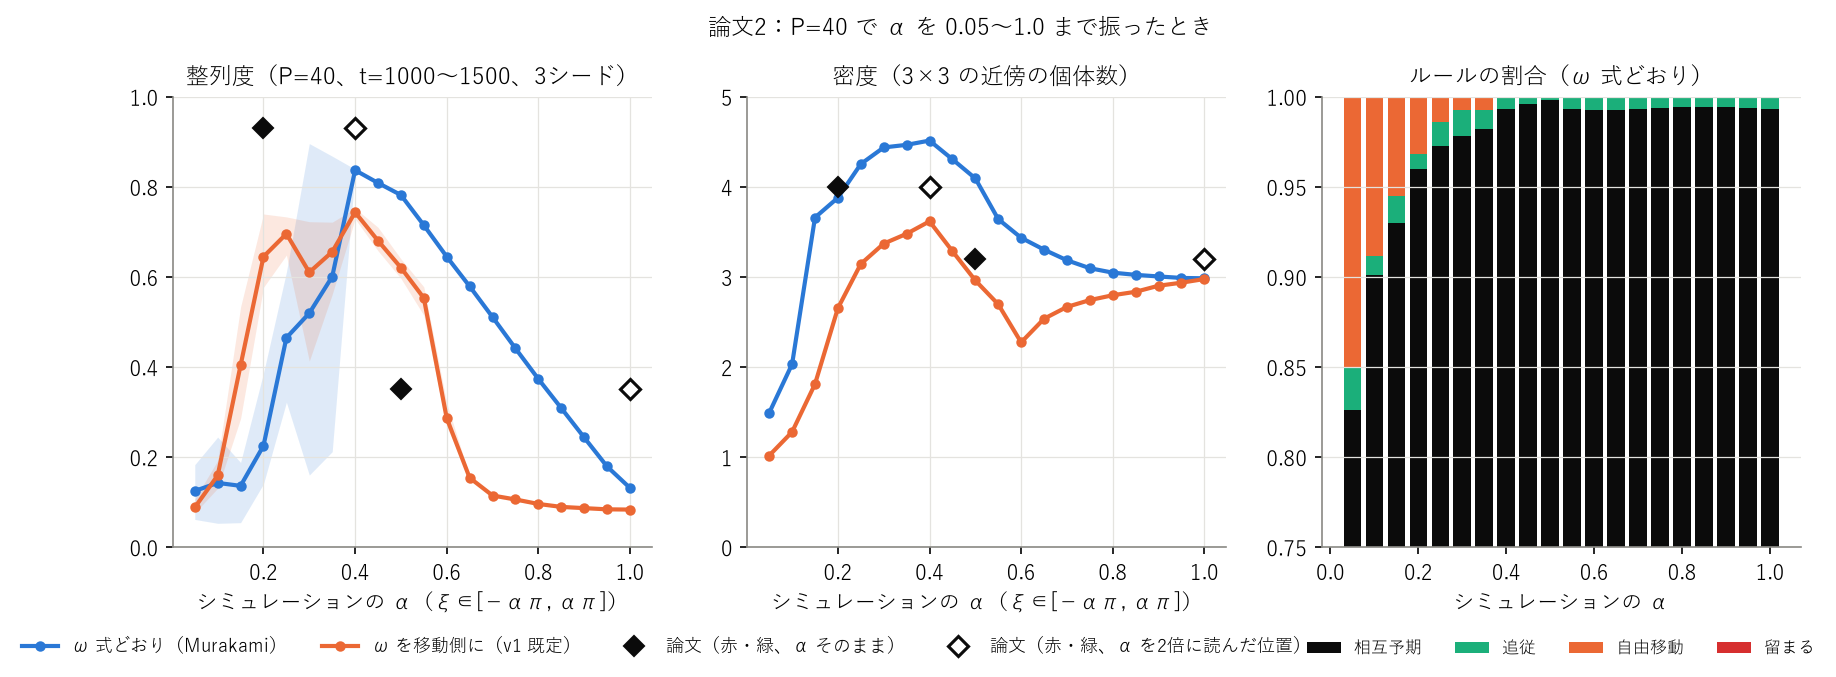 論文2：P=40 で α を 0.05〜1.0 まで振ったとき
整列度（P=40、t=1000〜1500、3シード）
1.0
0.8
0.6
0.4
0.2
0.0
0.2 0.4 0.6 0.8 1.0
シミュレーションの α（ξ∈[−απ, απ]）
密度（3×3 の近傍の個体数）
5
4
3
2
1
0
0.2 0.4 0.6 0.8 1.0
シミュレーションの α（ξ∈[−απ, απ]）
ルールの割合（ω 式どおり）
1.00
0.95
0.90
0.85
0.80
0.75
0.0 0.2 0.4 0.6 0.8 1.0
シミュレーションの α
ω 式どおり（Murakami） ω を移動側に（v1 既定） 論文（赤・緑、α そのまま） 論文（赤・緑、α を2倍に読んだ位置）
相互予期 追従 自由移動 留まる